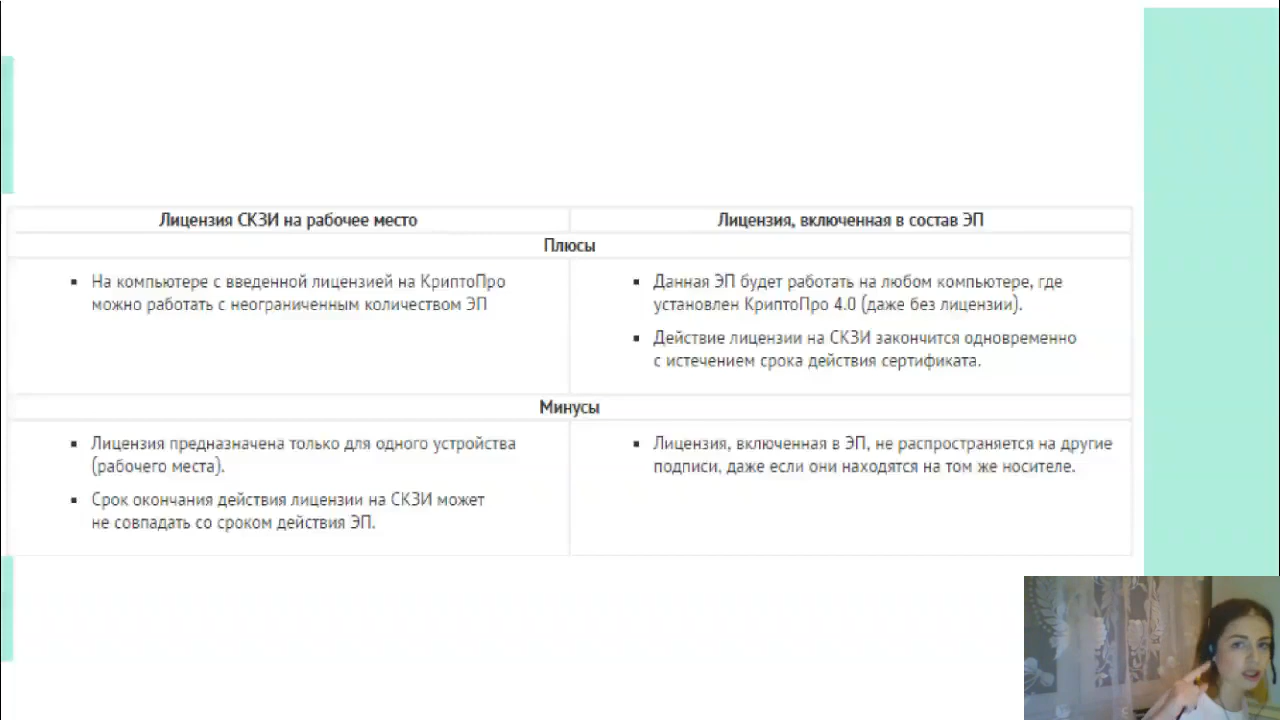 Лицензия СКЗИ на рабочее место
Лицензия, включенная в состав ЭП
Плюсы
▪ На компьютере с введенной лицензией на КриптоПро
можно работать с неограниченным количеством ЭП
▪ Данная ЭП будет работать на любом компьютере, где
установлен КриптоПро 4.0 (даже без лицензии).
▪ Действие лицензии на СКЗИ закончится одновременно
с истечением срока действия сертификата.
Минусы
▪ Лицензия предназначена только для одного устройства
(рабочего места).
▪ Срок окончания действия лицензии на СКЗИ может
не совпадать со сроком действия ЭП.
▪ Лицензия, включенная в ЭП, не распространяется на другие
подписи, даже если они находятся на том же носителе.